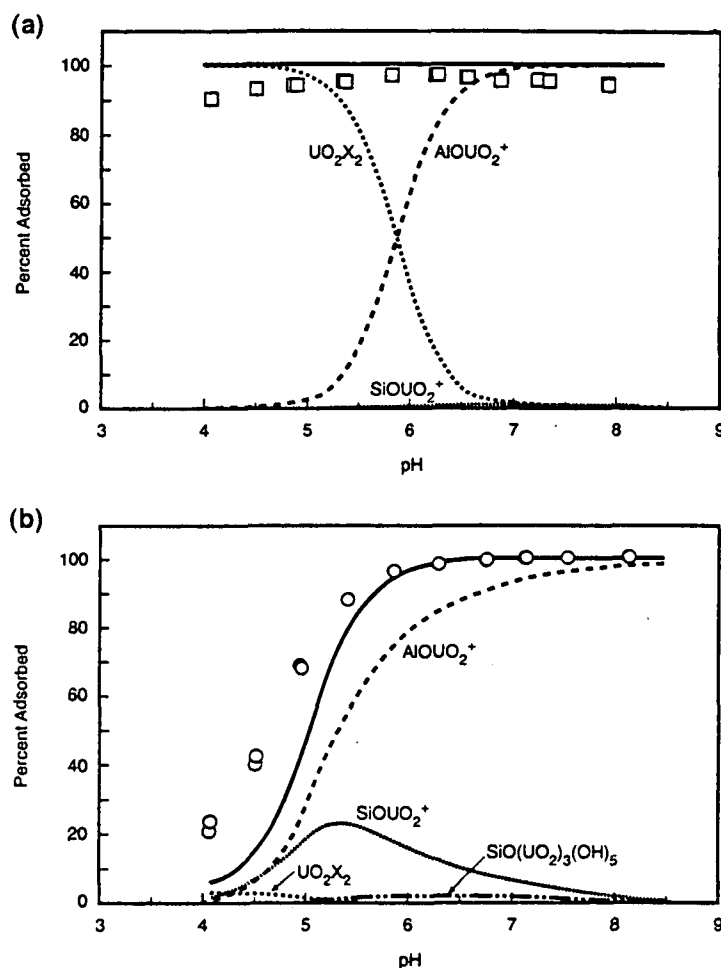 (a)
100
80
60
40
20
0
Percent Adsorbed
UO₂X₂
AlOUO₂⁺
SiOUO₂⁺
3 4 5 6 7 8 9
pH
(b)
100
80
60
40
20
0
Percent Adsorbed
AlOUO₂⁺
SiOUO₂⁺
SiO(UO₂)₃(OH)₅
UO₂X₂
3 4 5 6 7 8 9
pH